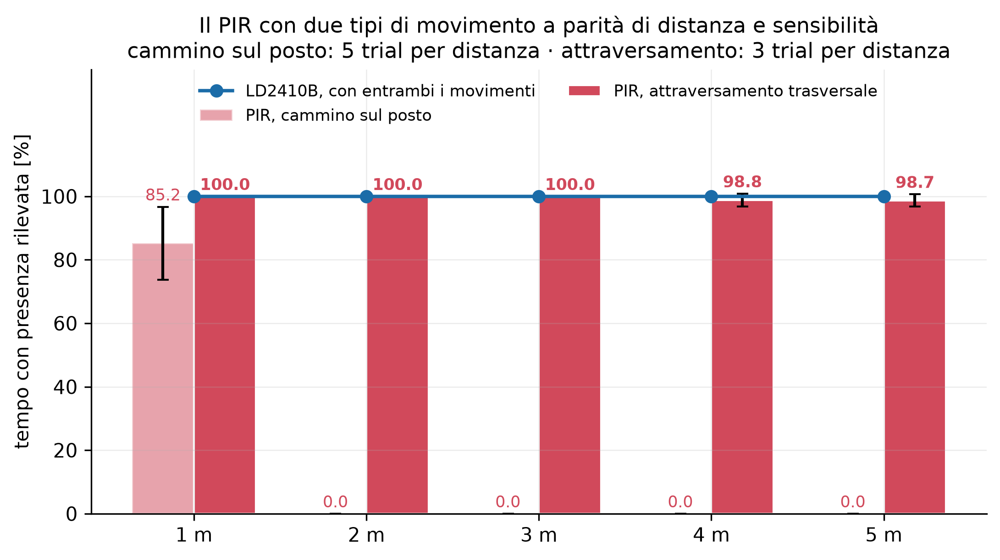 Il PIR con due tipi di movimento a parità di distanza e sensibilità
cammino sul posto: 5 trial per distanza · attraversamento: 3 trial per distanza
LD2410B, con entrambi i movimenti
PIR, cammino sul posto
PIR, attraversamento trasversale
tempo con presenza rilevata [%]
100
80
60
40
20
0
85.2
100.0
100.0
100.0
98.8
98.7
0.0
0.0
0.0
0.0
1 m
2 m
3 m
4 m
5 m